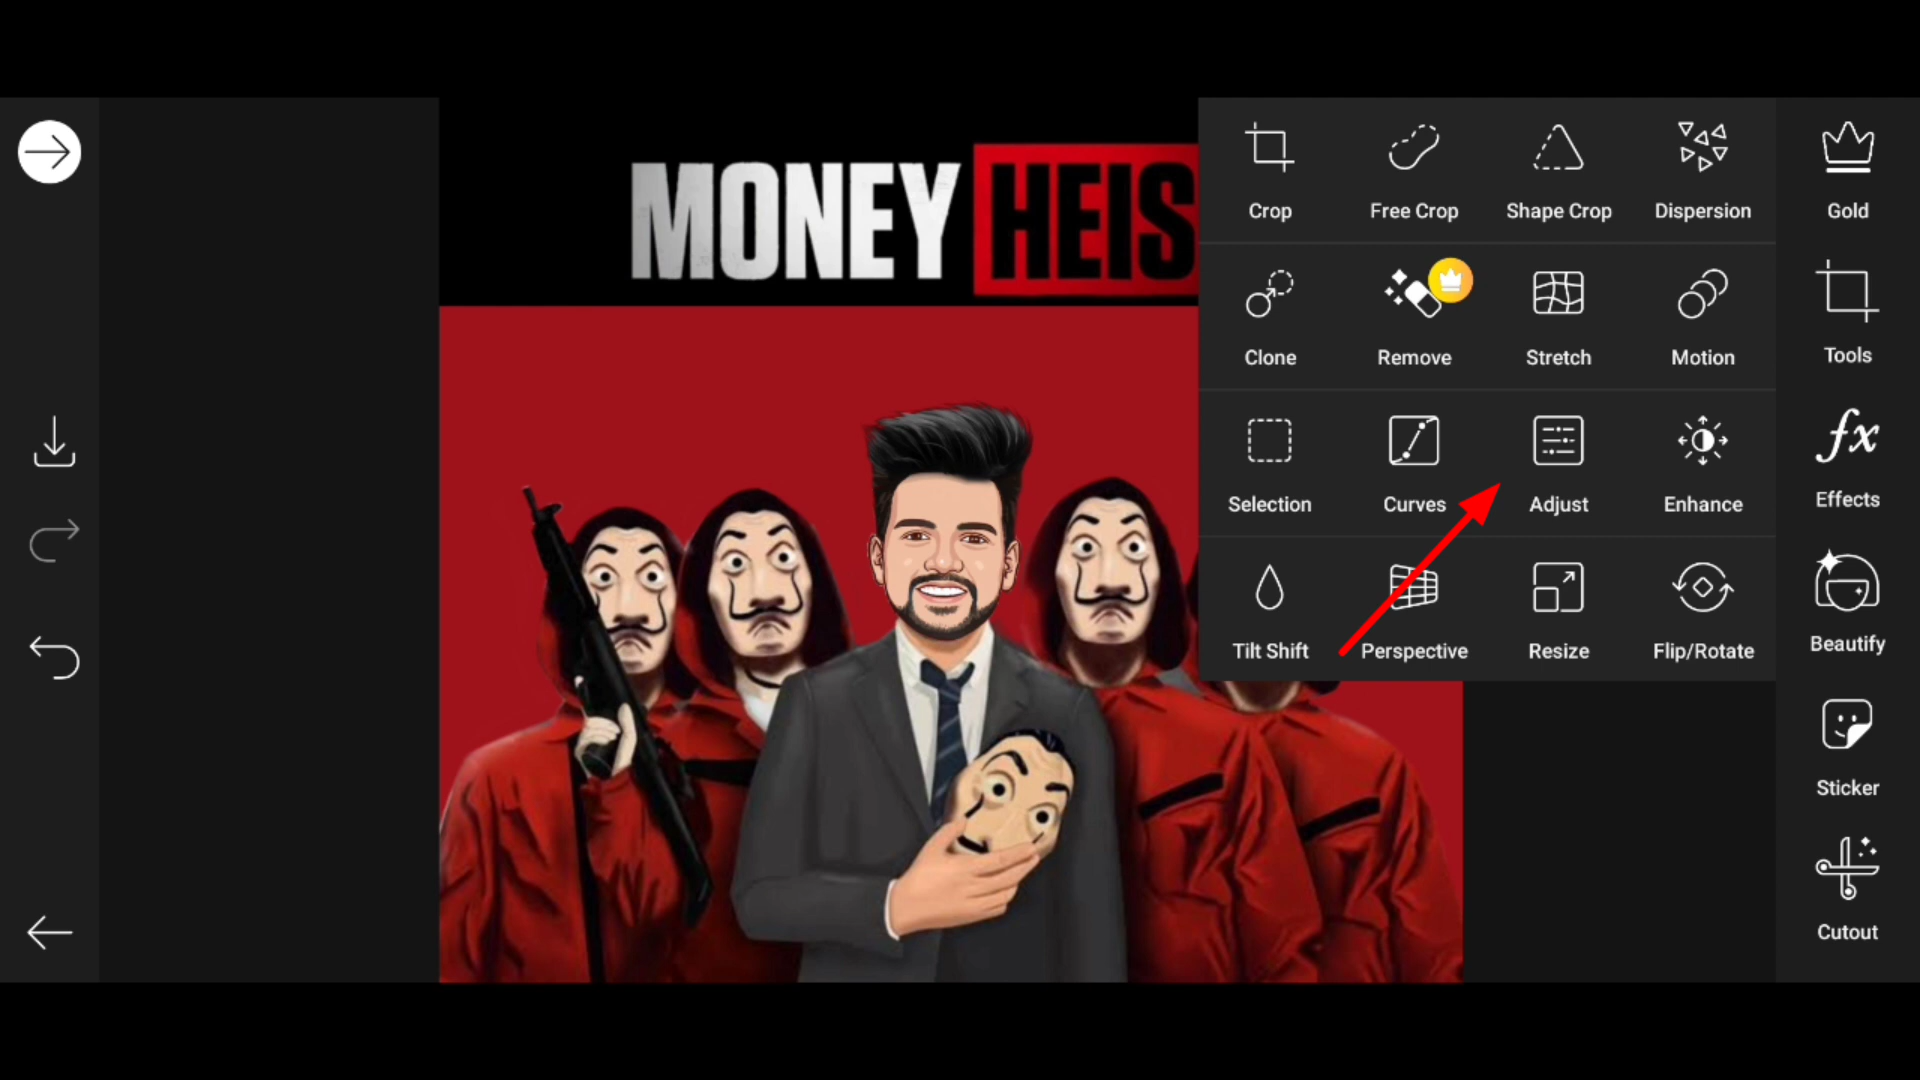 MONEY HEIS
Crop
Free Crop
Shape Crop
Dispersion
Gold
Clone
Remove
Stretch
Motion
Tools
Selection
Curves
Adjust
Enhance
Effects
Tilt Shift
Perspective
Resize
Flip/Rotate
Beautify
Sticker
Cutout